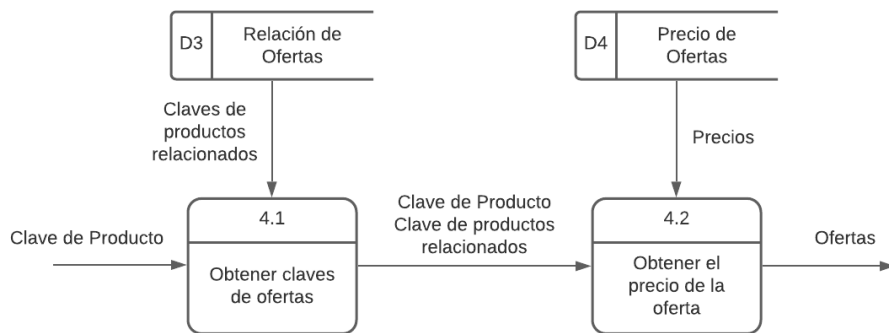 D3
Relación de
Ofertas
D4
Precio de
Ofertas
Claves de
productos
relacionados
Precios
Clave de Producto
4.1
Obtener claves
de ofertas
Clave de Producto
Clave de productos
relacionados
4.2
Obtener el
precio de la
oferta
Ofertas